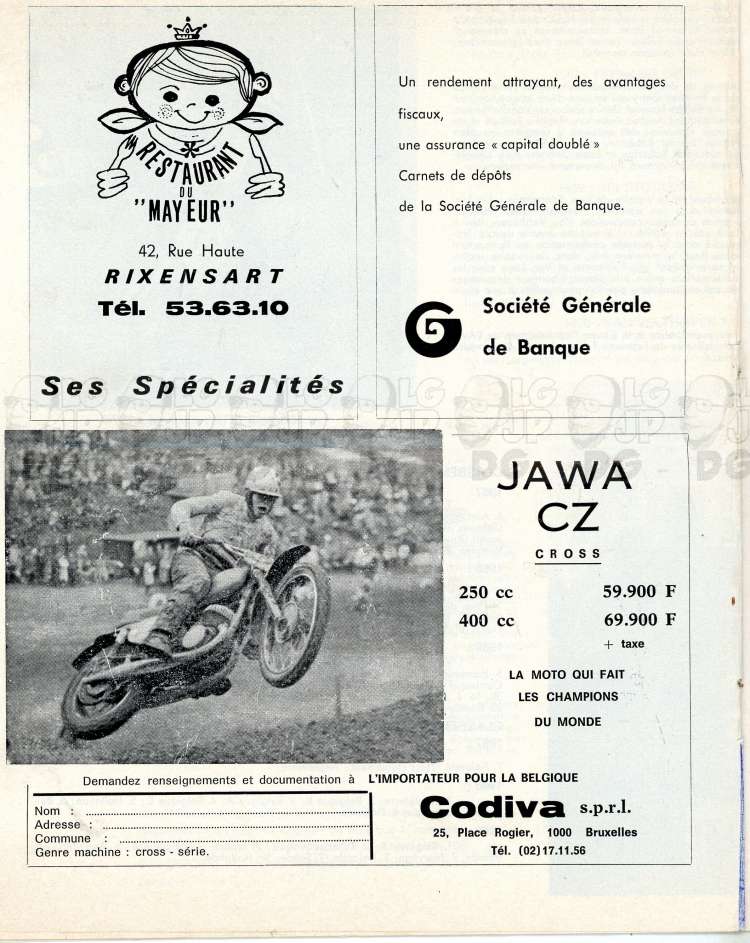 RESTAURANT
DU
"MAYEUR"
42, Rue Haute
RIXENSART
Tél. 53.63.10
Ses Spécialités
Un rendement attrayant, des avantages
fiscaux,
une assurance « capital doublé »
Carnets de dépôts
de la Société Générale de Banque.
Société Générale
de Banque
JAWA
CZ
CROSS
250 cc 59.900 F
400 cc 69.900 F
+ taxe
LA MOTO QUI FAIT
LES CHAMPIONS
DU MONDE
Demandez renseignements et documentation à L'IMPORTATEUR POUR LA BELGIQUE
Nom :
Adresse :
Commune :
Genre machine : cross - série.
Codiva s.p.r.l.
25, Place Rogier, 1000 Bruxelles
Tél. (02)17.11.56
LG
JP
DG